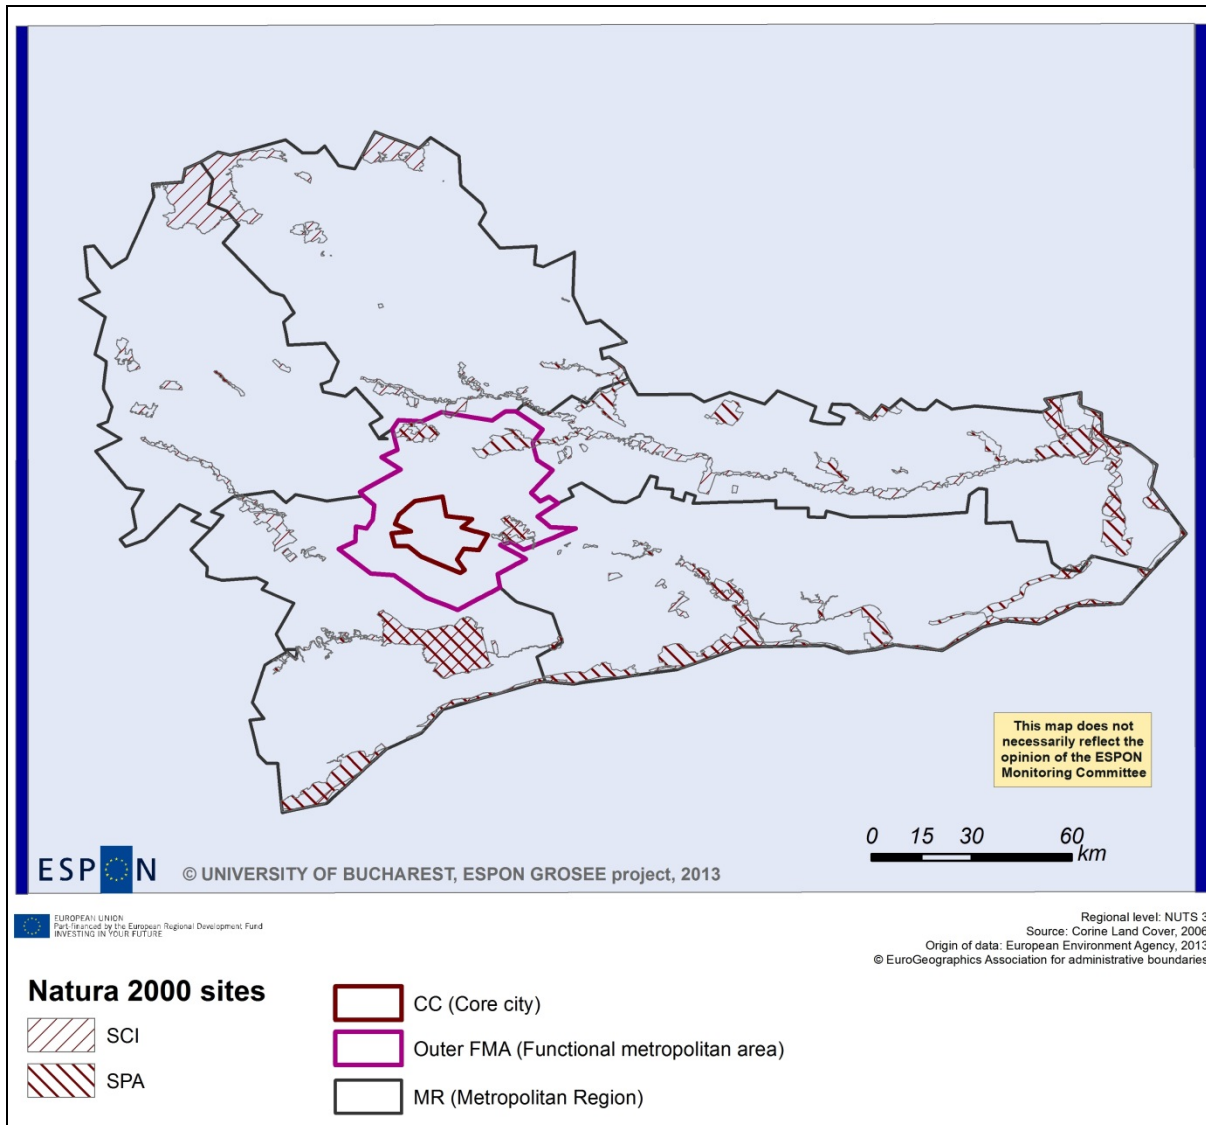 This map does not
necessarily reflect the
opinion of the ESPON
Monitoring Committee
0 15 30 60
km
ESPON
© UNIVERSITY OF BUCHAREST, ESPON GROSEE project, 2013
EUROPEAN UNION
Part-financed by the European Regional Development Fund
INVESTING IN YOUR FUTURE
Regional level: NUTS 3
Source: Corine Land Cover, 2006
Origin of data: European Environment Agency, 2013
© EuroGeographics Association for administrative boundaries
Natura 2000 sites
SCI
SPA
CC (Core city)
Outer FMA (Functional metropolitan area)
MR (Metropolitan Region)